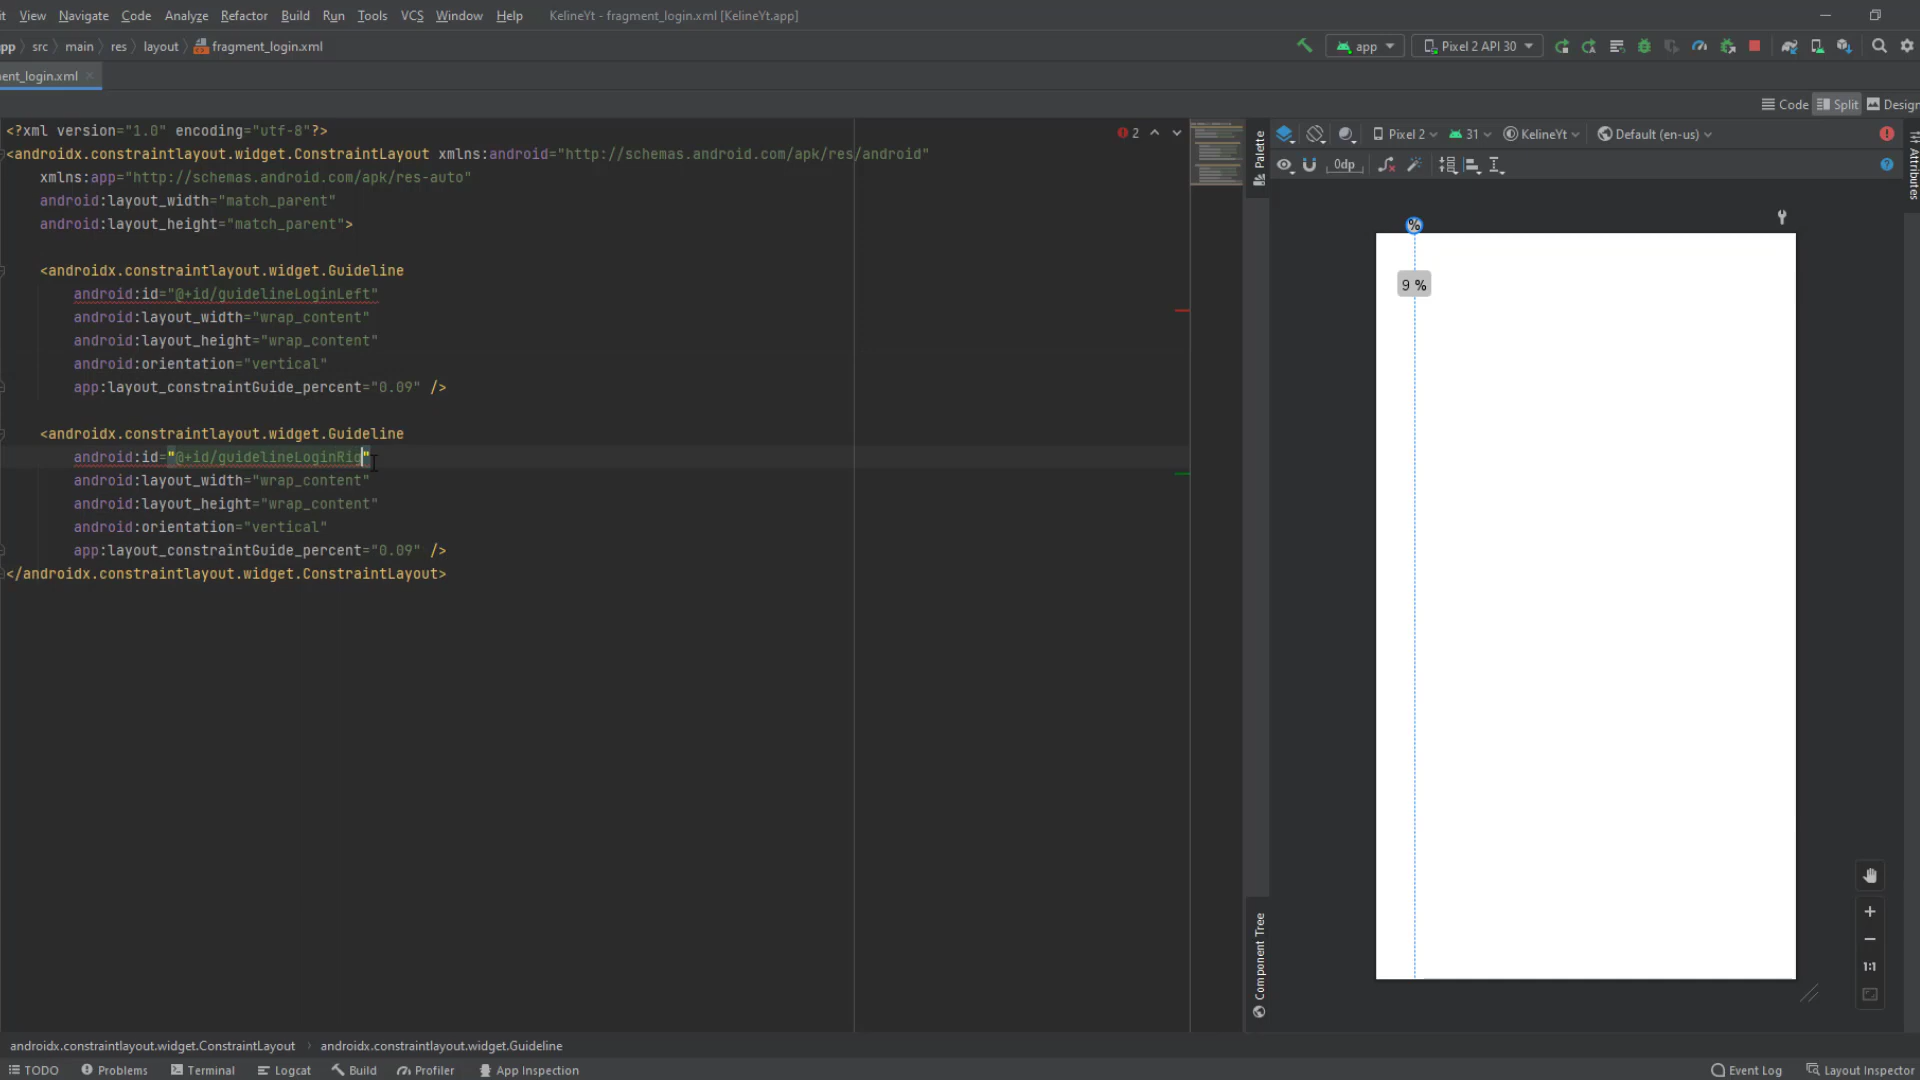 it View Navigate Analyze Code Refactor Build Run Tools VCS Window Help KelineYt - fragment_login.xml [KelineYt.app]
app src main res layout fragment_login.xml app Pixel 2 API 30
ent_login.xml
Code Split Design
<?xml version="1.0" encoding="utf-8"?>
<androidx.constraintlayout.widget.ConstraintLayout xmlns:android="http://schemas.android.com/apk/res/android"
xmlns:app="http://schemas.android.com/apk/res-auto"
android:layout_width="match_parent"
android:layout_height="match_parent">
<androidx.constraintlayout.widget.Guideline
android:id="@+id/guidelineLoginLeft"
android:layout_width="wrap_content"
android:layout_height="wrap_content"
android:orientation="vertical"
app:layout_constraintGuide_percent="0.09" />
<androidx.constraintlayout.widget.Guideline
android:id="@+id/guidelineLoginRig"
android:layout_width="wrap_content"
android:layout_height="wrap_content"
android:orientation="vertical"
app:layout_constraintGuide_percent="0.09" />
</androidx.constraintlayout.widget.ConstraintLayout>
2
Palette
Component Tree
Pixel 2 31 KelineYt Default (en-us)
0dp
Attributes
%
9 %
1:1
androidx.constraintlayout.widget.ConstraintLayout androidx.constraintlayout.widget.Guideline
TODO Problems Terminal Logcat Build Profiler App Inspection Event Log Layout Inspector